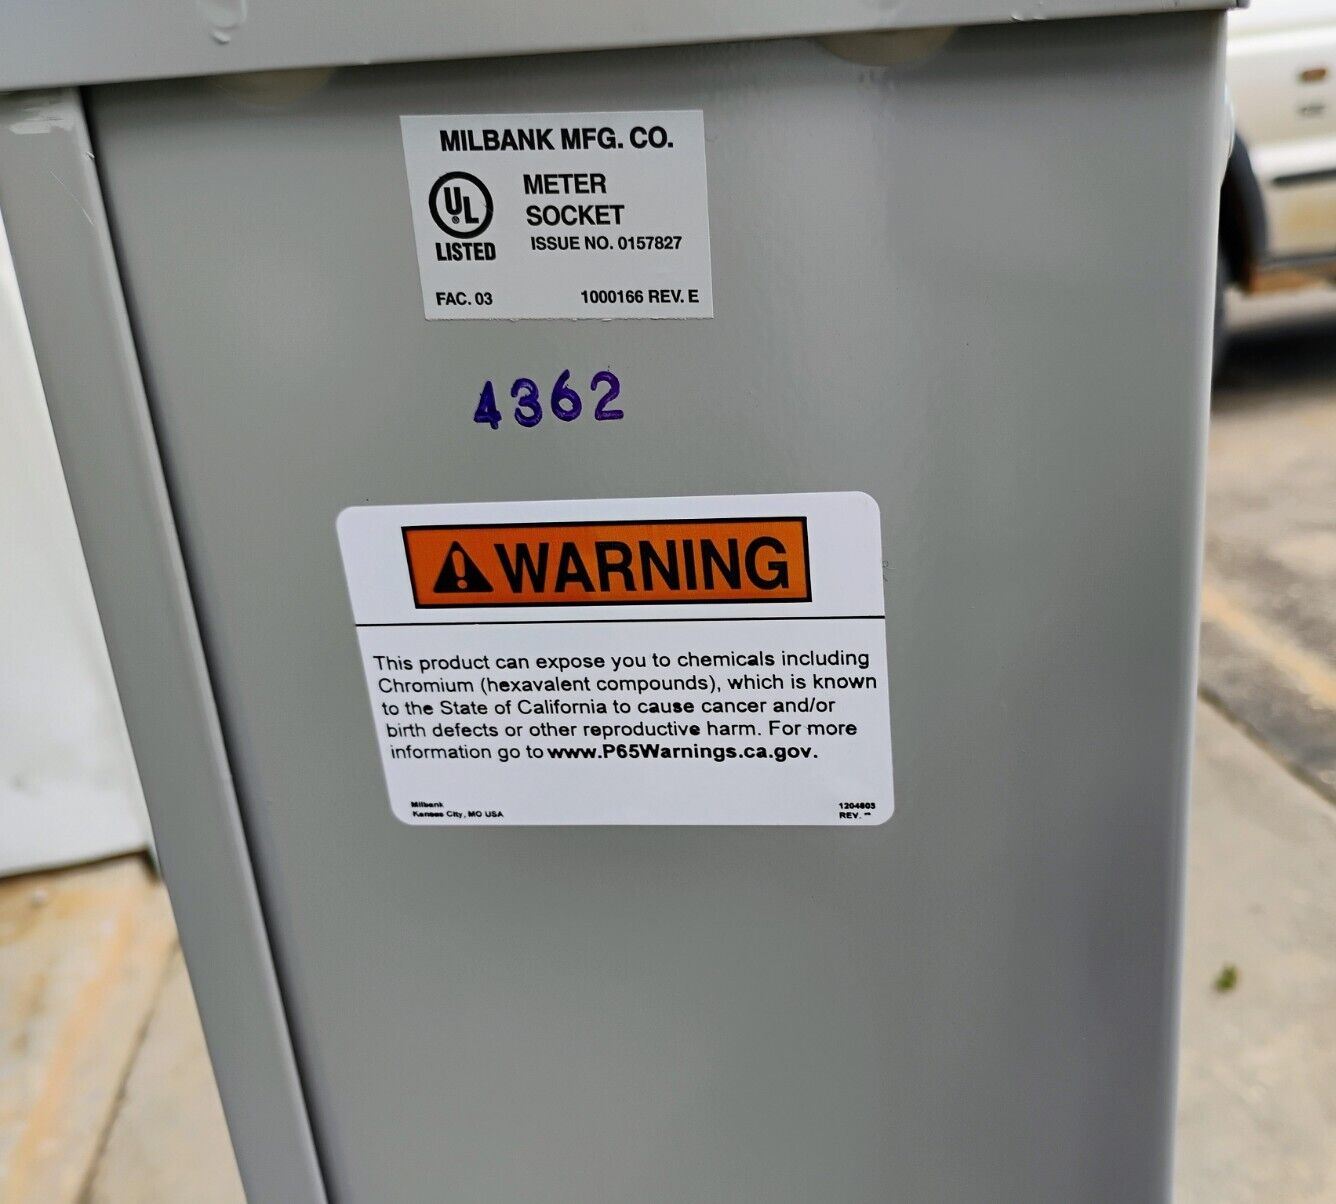 MILBANK MFG. CO.
UL
LISTED
METER
SOCKET
ISSUE NO. 0157827
FAC. 03 1000166 REV. E
4362
WARNING
This product can expose you to chemicals including
Chromium (hexavalent compounds), which is known
to the State of California to cause cancer and/or
birth defects or other reproductive harm. For more
information go to www.P65Warnings.ca.gov.
Milbank
Kansas City, MO USA
1204803
REV. **